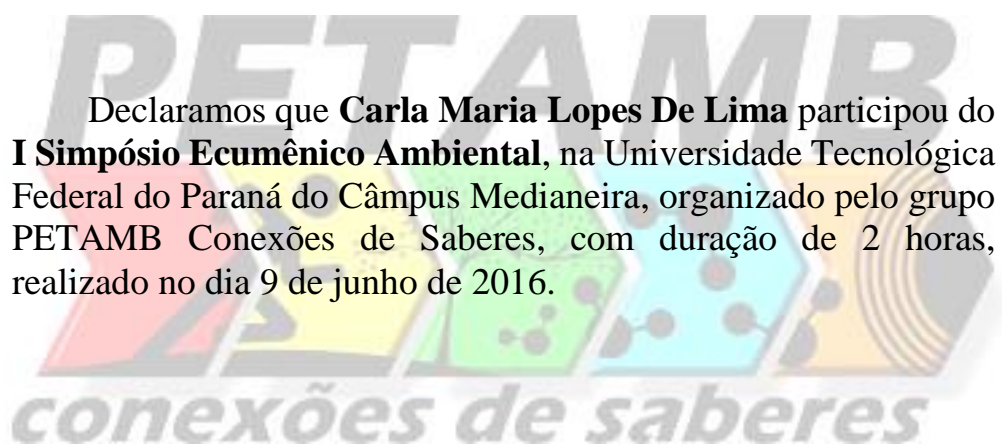 PETAMB
Declaramos que Carla Maria Lopes De Lima participou do
I Simpósio Ecumênico Ambiental, na Universidade Tecnológica
Federal do Paraná do Câmpus Medianeira, organizado pelo grupo
PETAMB Conexões de Saberes, com duração de 2 horas,
realizado no dia 9 de junho de 2016.
conexões de saberes